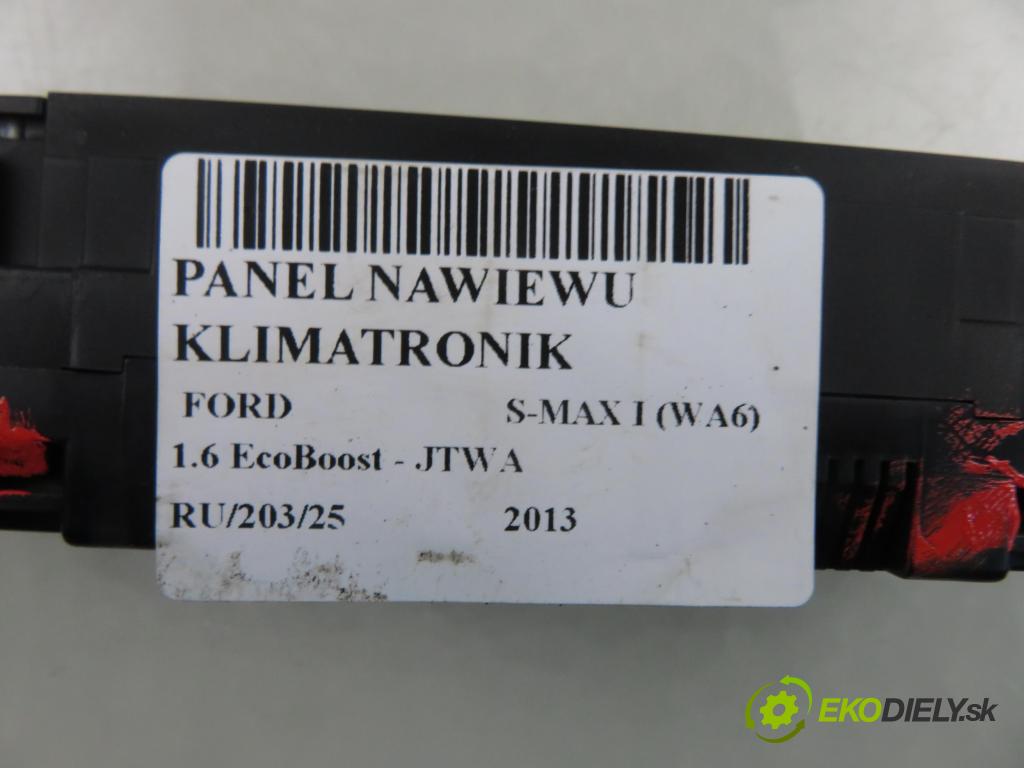 PANEL NAWIEWU
KLIMATRONIK
FORD S-MAX I (WA6)
1.6 EcoBoost - JTWA
RU/203/25 2013
EKODIELY.sk